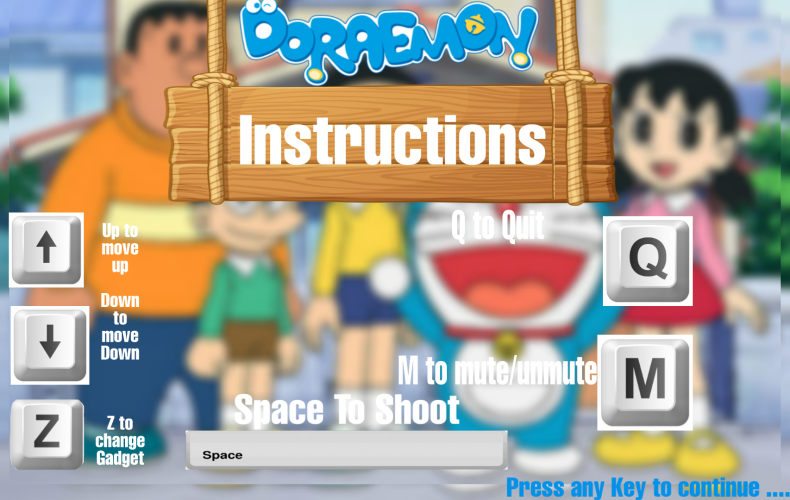 DORAEMON
Instructions
Up to
move
up
Down
to
move
Down
Z
Z to
change
Gadget
Q to Quit
Q
M to mute/unmute
M
Space To Shoot
Space
Press any Key to continue ....